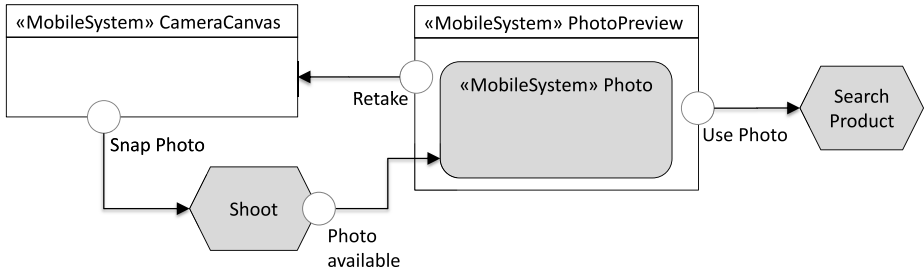 «MobileSystem» CameraCanvas
«MobileSystem» PhotoPreview
«MobileSystem» Photo
Retake
Search
Product
Use Photo
Snap Photo
Shoot
Photo
available